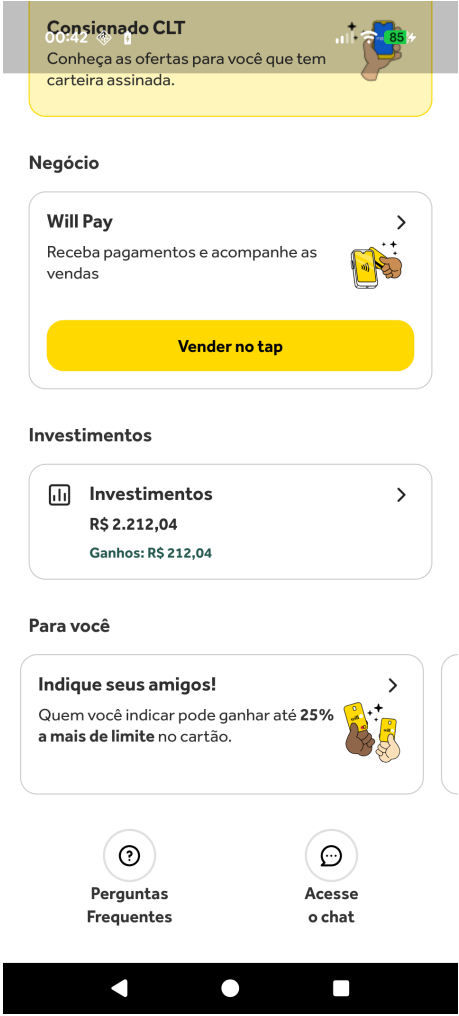 Consignado CLT
00:42
85
Conheça as ofertas para você que tem
carteira assinada.
Negócio
Will Pay
Receba pagamentos e acompanhe as
vendas
Vender no tap
Investimentos
Investimentos
R$ 2.212,04
Ganhos: R$ 212,04
Para você
Indique seus amigos!
Quem você indicar pode ganhar até 25%
a mais de limite no cartão.
Perguntas
Frequentes
Acesse
o chat